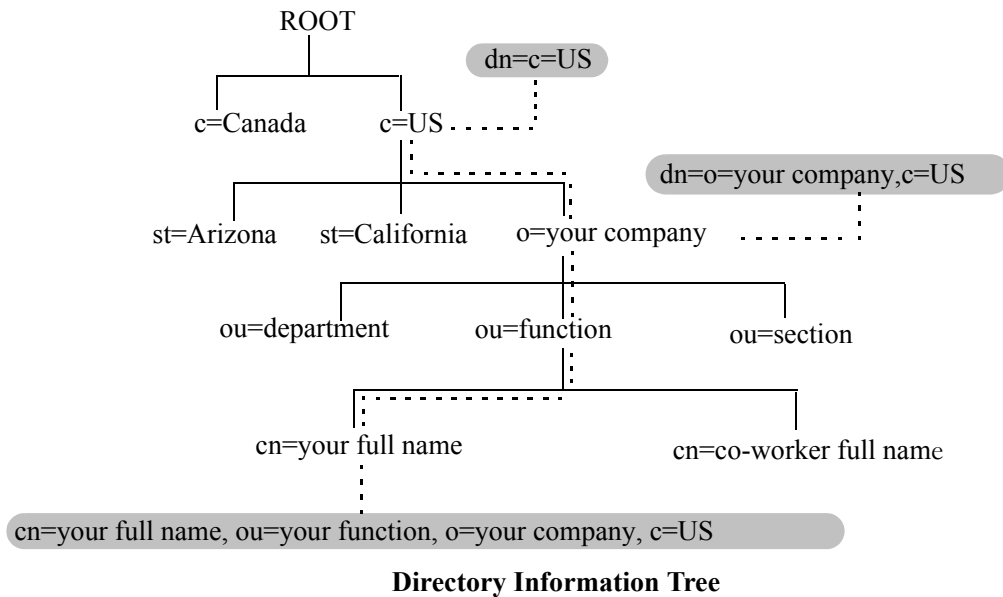 ROOT
dn=c=US
c=Canada
c=US
dn=o=your company,c=US
st=Arizona
st=California
o=your company
ou=department
ou=function
ou=section
cn=your full name
cn=co-worker full name
cn=your full name, ou=your function, o=your company, c=US
Directory Information Tree